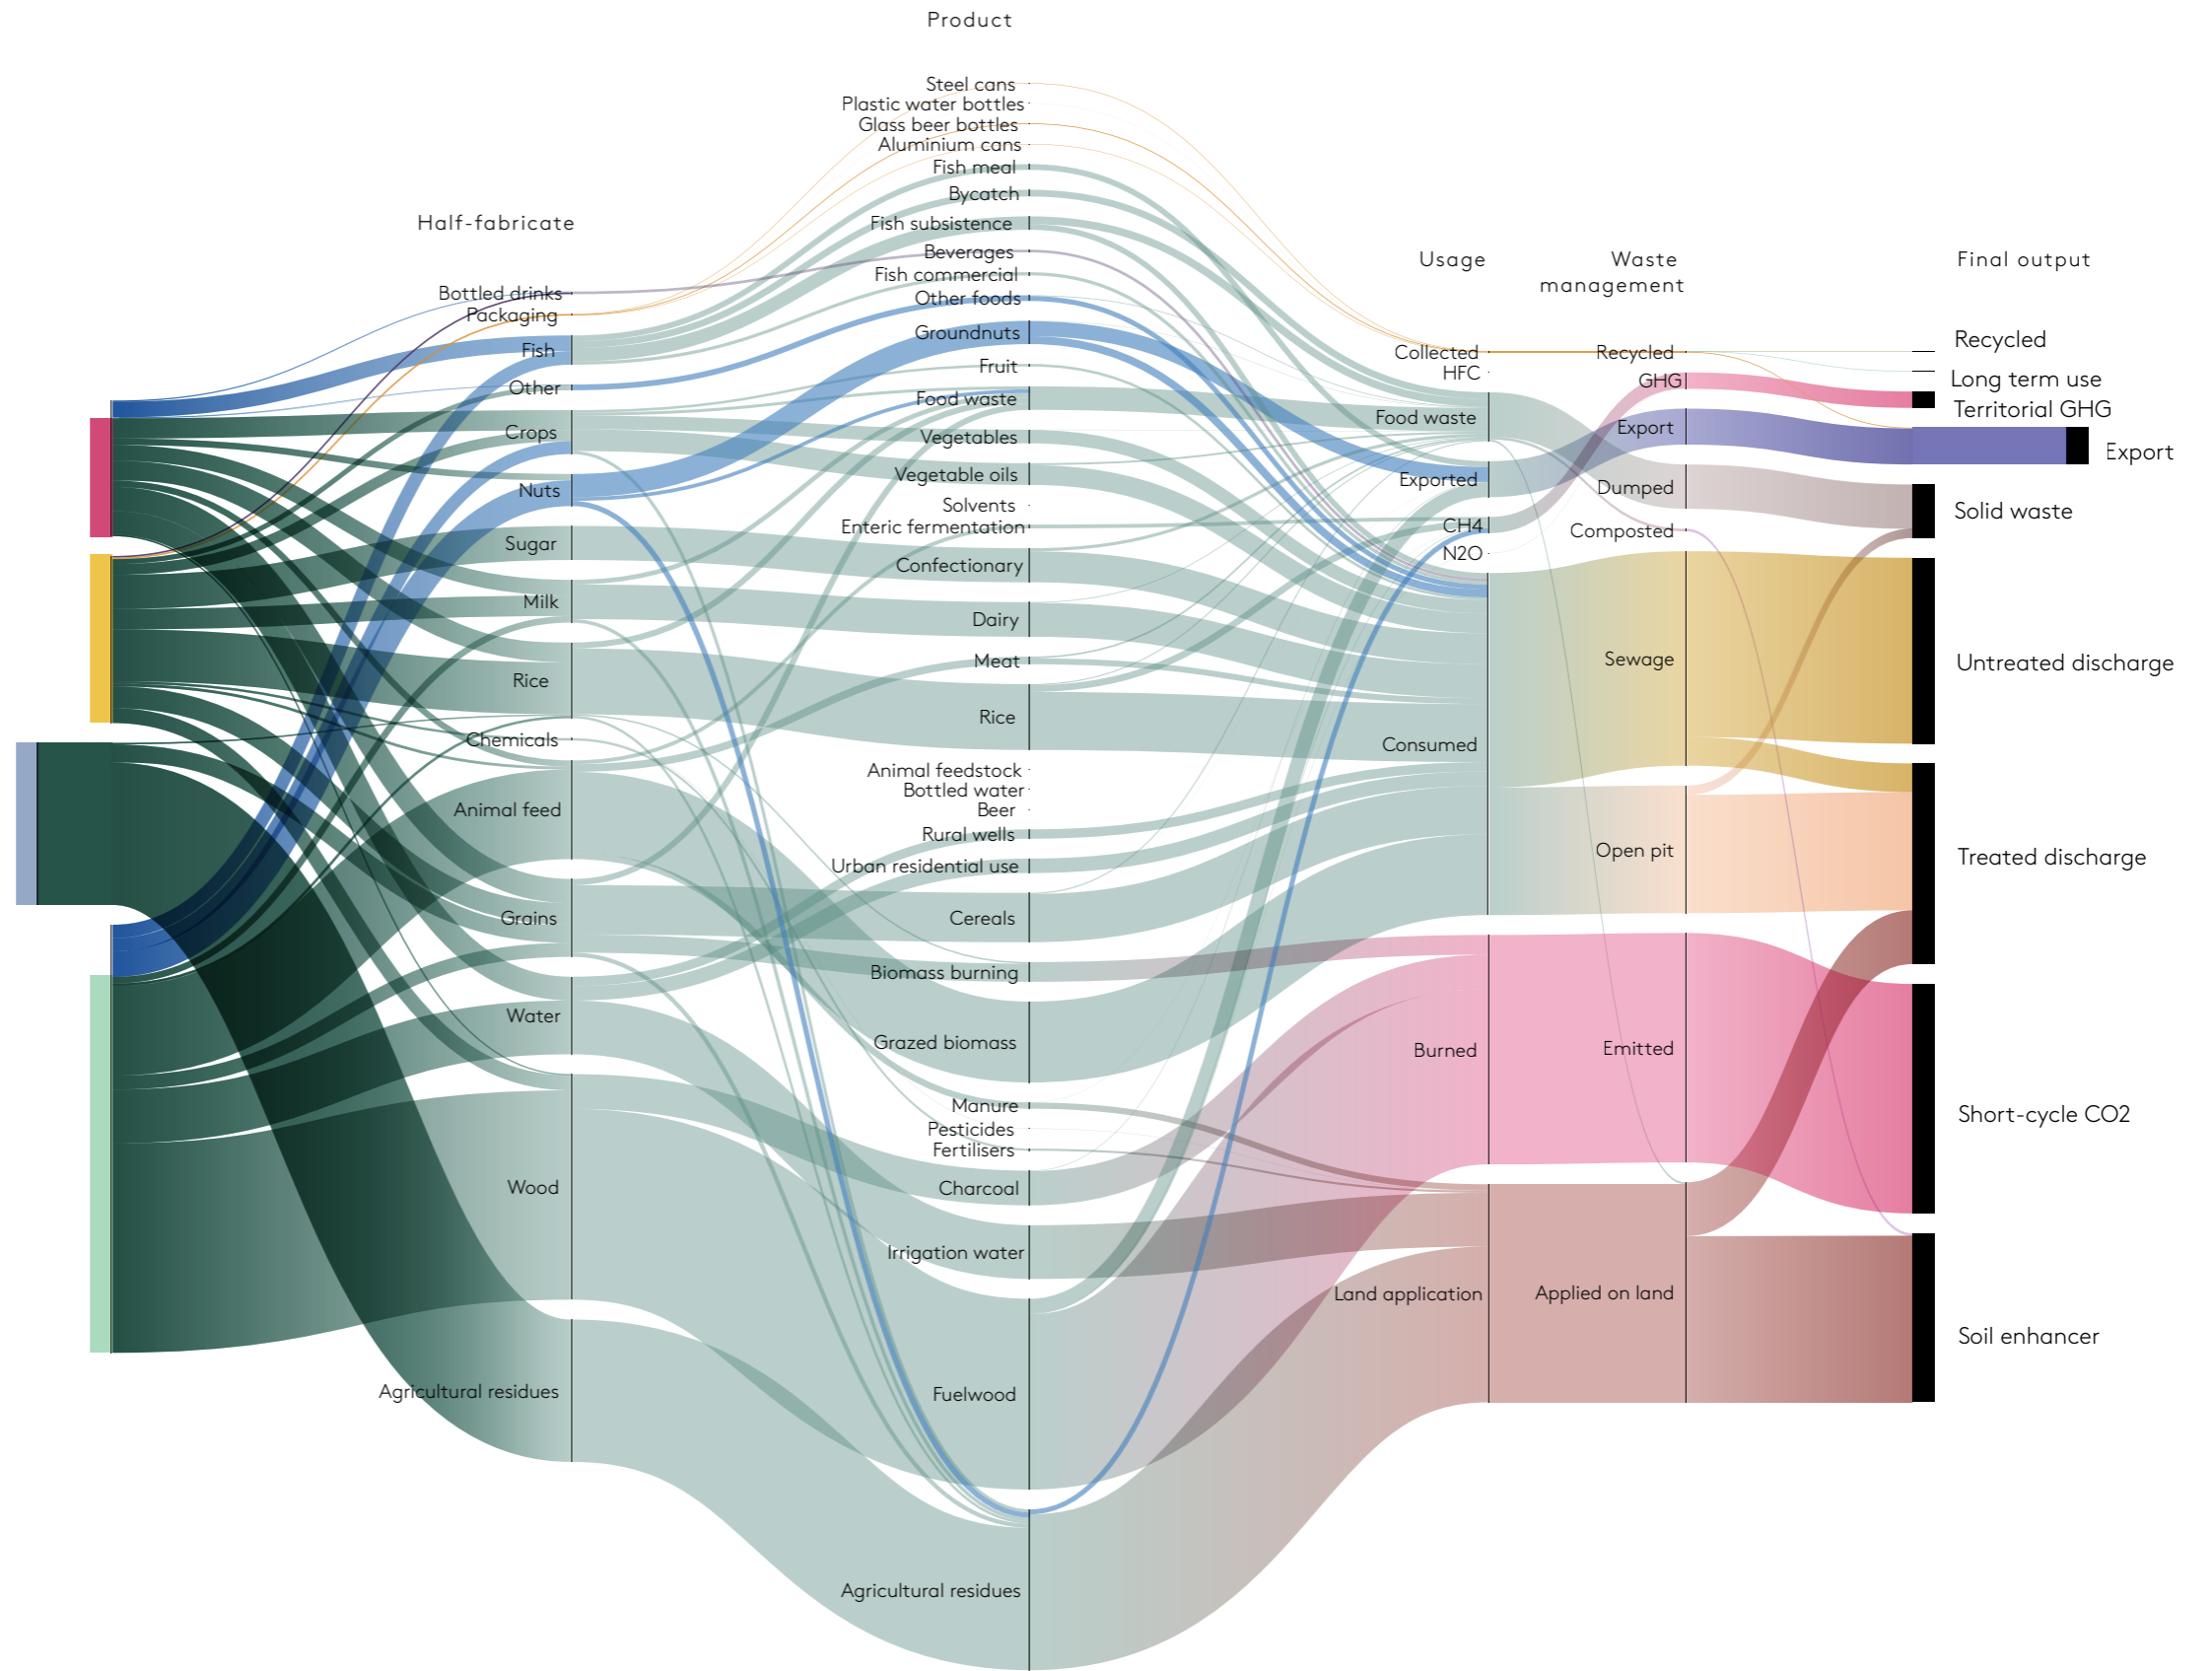 Product
Steel cans
Plastic water bottles
Glass beer bottles
Aluminium cans
Fish meal
Bycatch
Fish subsistence
Beverages
Fish commercial
Other foods
Groundnuts
Fruit
Food waste
Vegetables
Vegetable oils
Solvents
Enteric fermentation
Confectionary
Dairy
Meat
Rice
Animal feedstock
Bottled water
Beer
Rural wells
Urban residential use
Cereals
Biomass burning
Grazed biomass
Manure
Pesticides
Fertilisers
Charcoal
Irrigation water
Fuelwood
Agricultural residues
Half-fabricate
Bottled drinks
Packaging
Fish
Other
Crops
Nuts
Sugar
Milk
Rice
Chemicals
Animal feed
Grains
Water
Wood
Agricultural residues
Usage
Collected
HFC
Food waste
Exported
CH4
N2O
Consumed
Burned
Land application
Waste
management
Recycled
GHG
Export
Dumped
Composted
Sewage
Open pit
Emitted
Applied on land
Final output
Recycled
Long term use
Territorial GHG
Export
Solid waste
Untreated discharge
Treated discharge
Short-cycle CO2
Soil enhancer